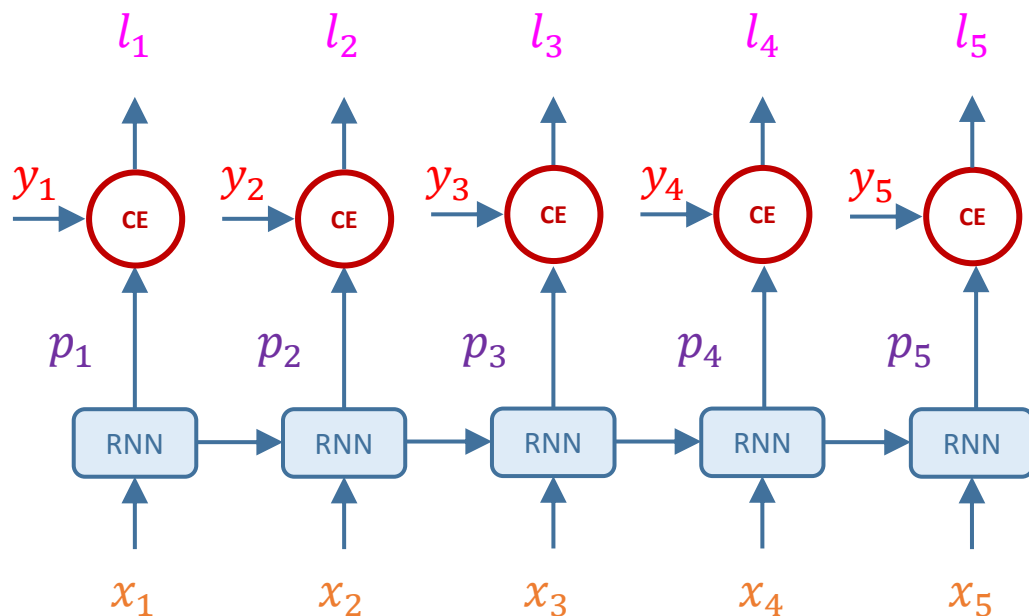 l₁ l₂ l₃ l₄ l₅
y₁ y₂ y₃ y₄ y₅
CE CE CE CE CE
p₁ p₂ p₃ p₄ p₅
RNN RNN RNN RNN RNN
x₁ x₂ x₃ x₄ x₅